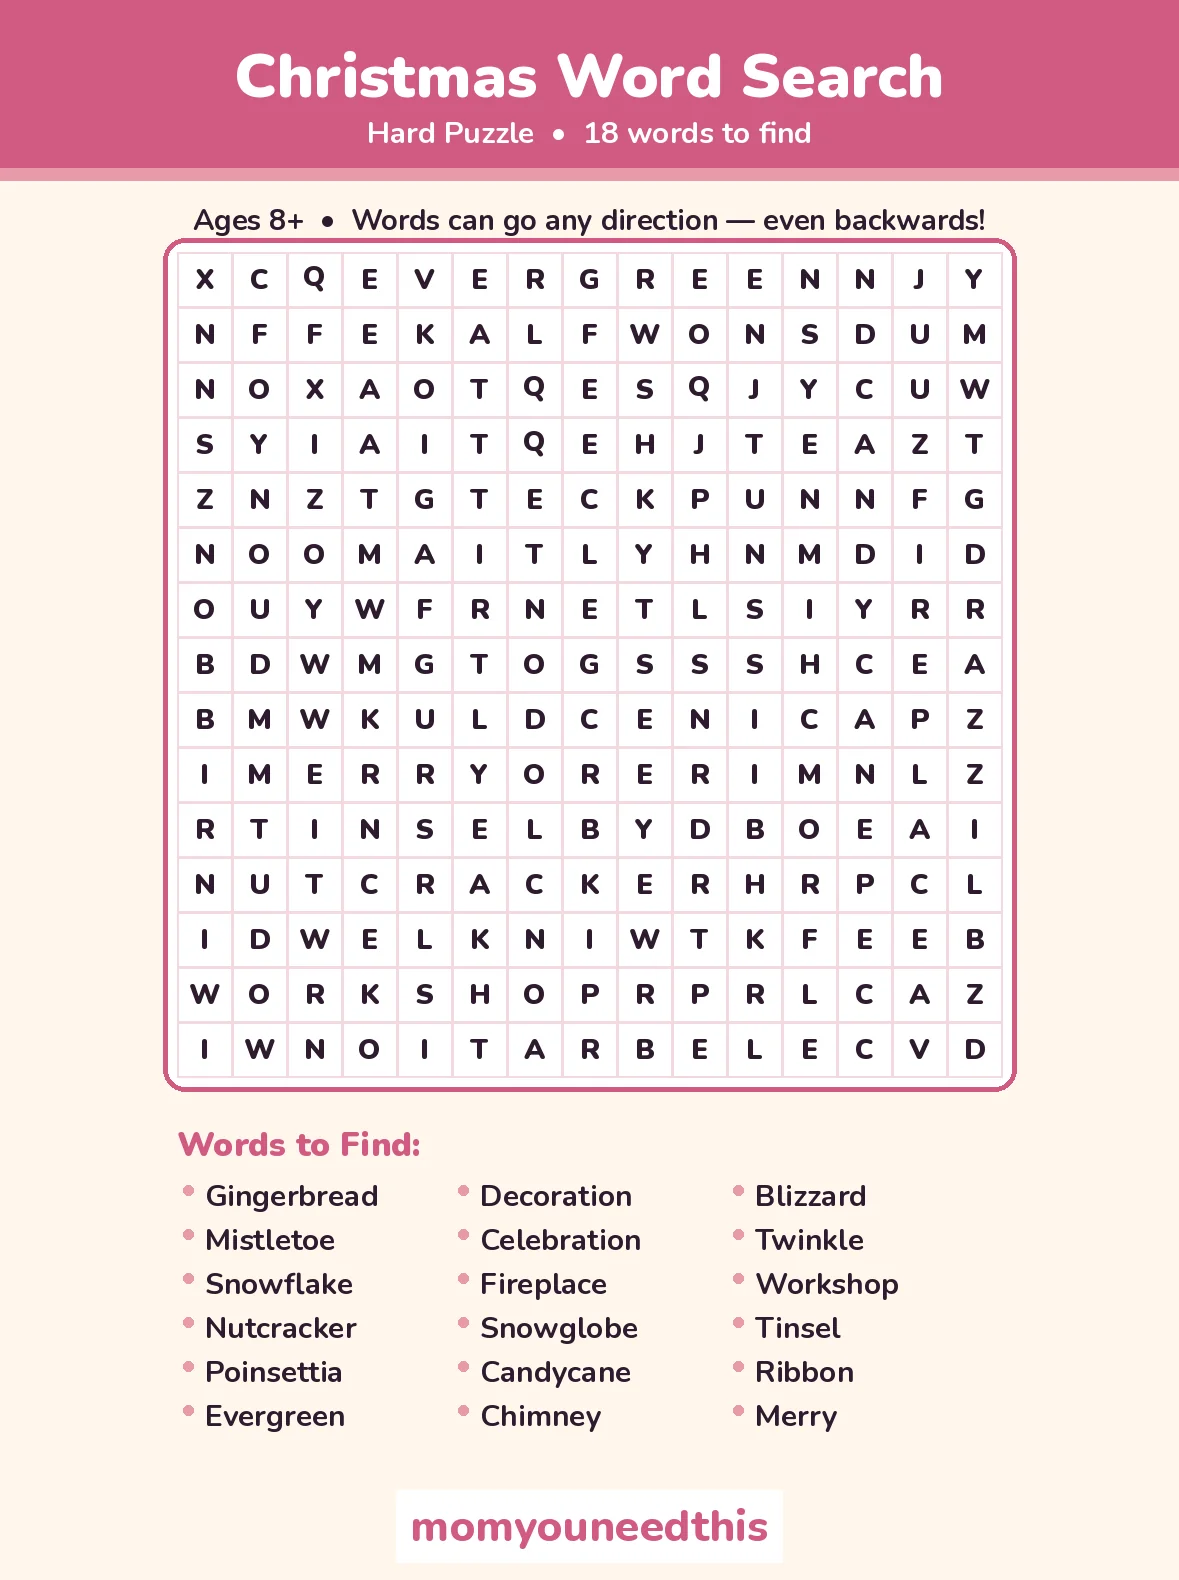 Christmas Word Search
Hard Puzzle • 18 words to find
Ages 8+ • Words can go any direction — even backwards!
X C Q E V E R G R E E N N J Y
N F F E K A L F W O N S D U M
N O X A O T Q E S Q J Y C U W
S Y I A I T Q E H J T E A Z T
Z N Z T G T E C K P U N N F G
N O O M A I T L Y H N M D I D
O U Y W F R N E T L S I Y R R
B D W M G T O G S S S H C E A
B M W K U L D C E N I C A P Z
I M E R R Y O R E R I M N L Z
R T I N S E L B Y D B O E A I
N U T C R A C K E R H R P C L
I D W E L K N I W T K F E E B
W O R K S H O P R P R L C A Z
I W N O I T A R B E L E C V D
Words to Find:
• Gingerbread • Decoration • Blizzard
• Mistletoe • Celebration • Twinkle
• Snowflake • Fireplace • Workshop
• Nutcracker • Snowglobe • Tinsel
• Poinsettia • Candycane • Ribbon
• Evergreen • Chimney • Merry
momyouneedthis